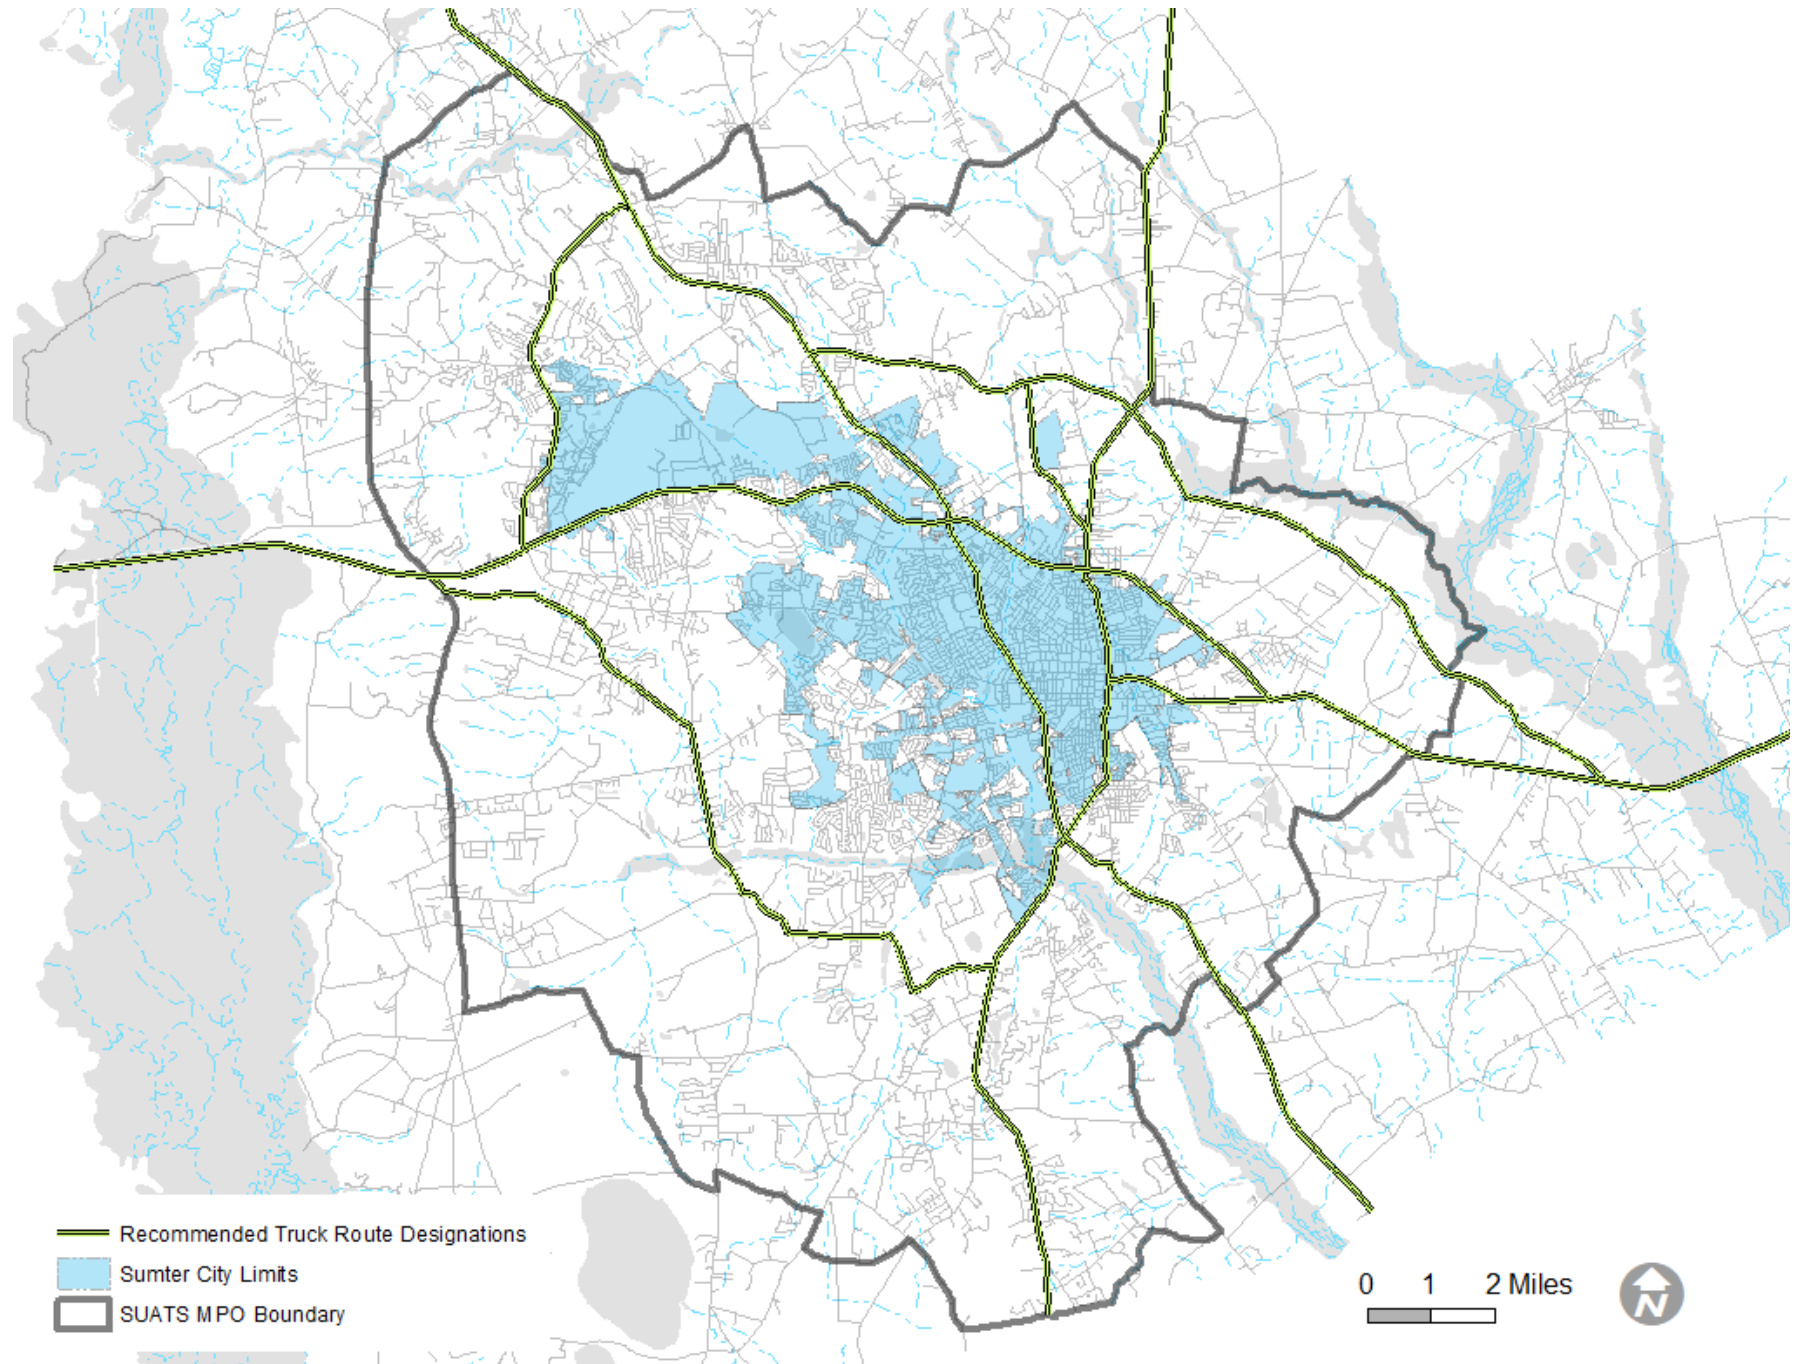 Recommended Truck Route Designations
Sumter City Limits
SUATS MPO Boundary
0 1 2 Miles
N